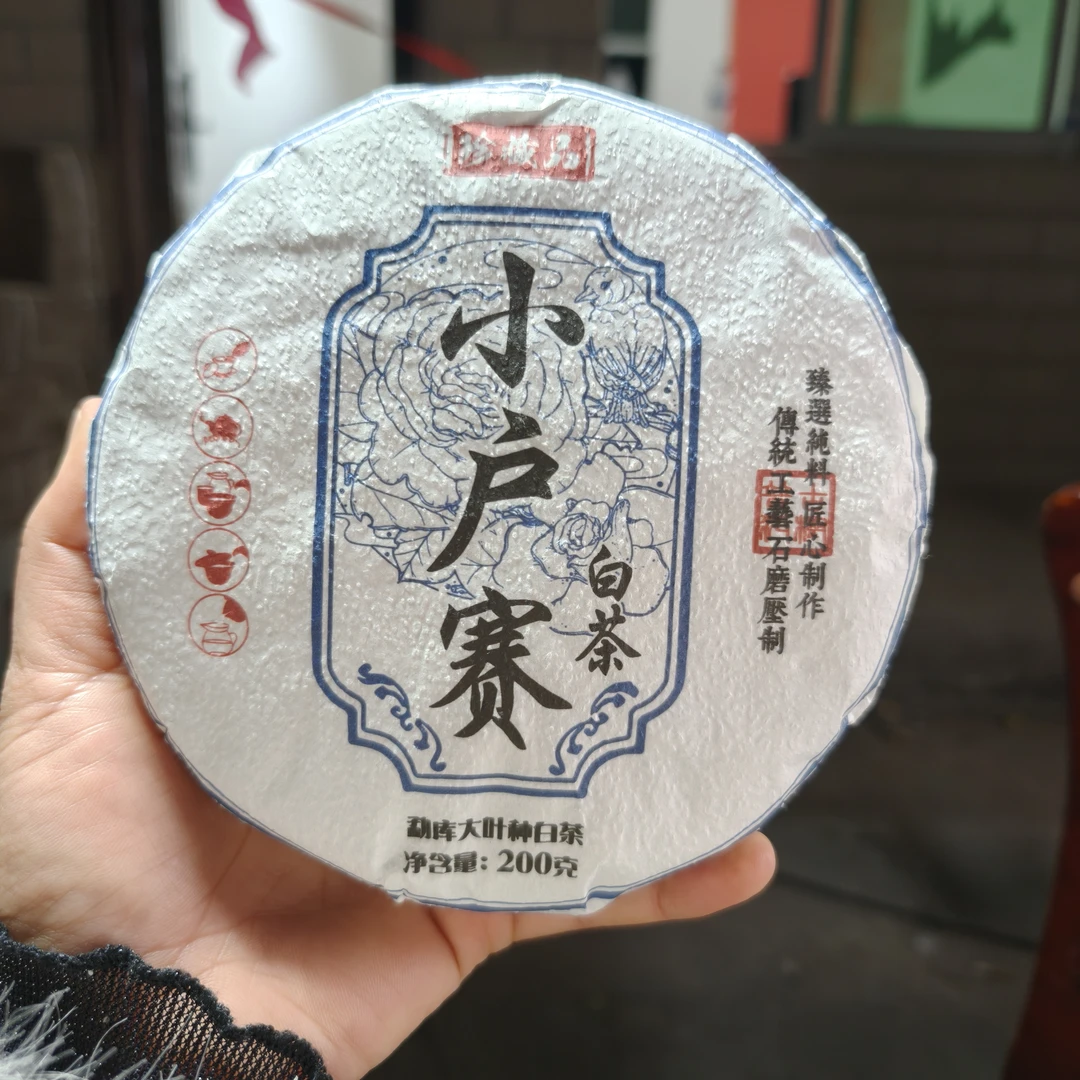 珍藏品
小户赛
白茶
臻選純料 匠心制作
傳統工藝 石磨壓制
勐库大叶种白茶
净含量：200克